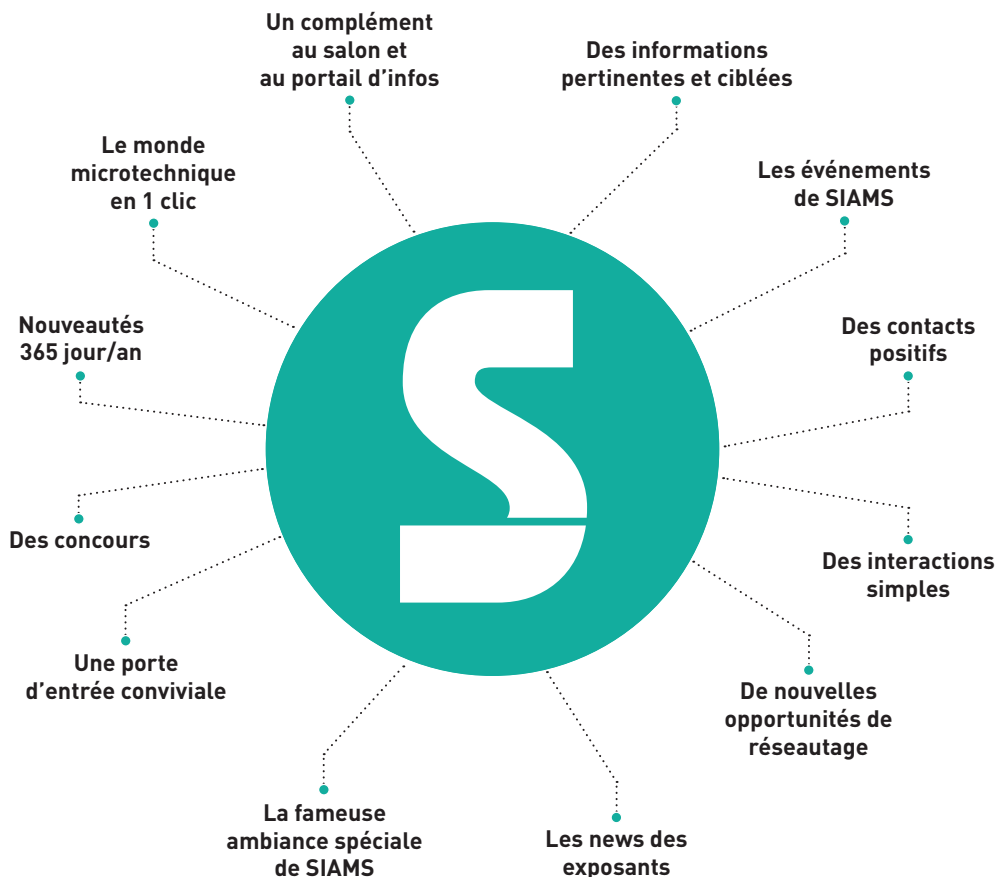 Un complément
au salon et
au portail d’infos
Des informations
pertinentes et ciblées
Le monde
microtechnique
en 1 clic
Les événements
de SIAMS
Nouveautés
365 jour/an
Des contacts
positifs
S
Des concours
Des interactions
simples
Une porte
d’entrée conviviale
De nouvelles
opportunités de
réseautage
La fameuse
ambiance spéciale
de SIAMS
Les news des
exposants